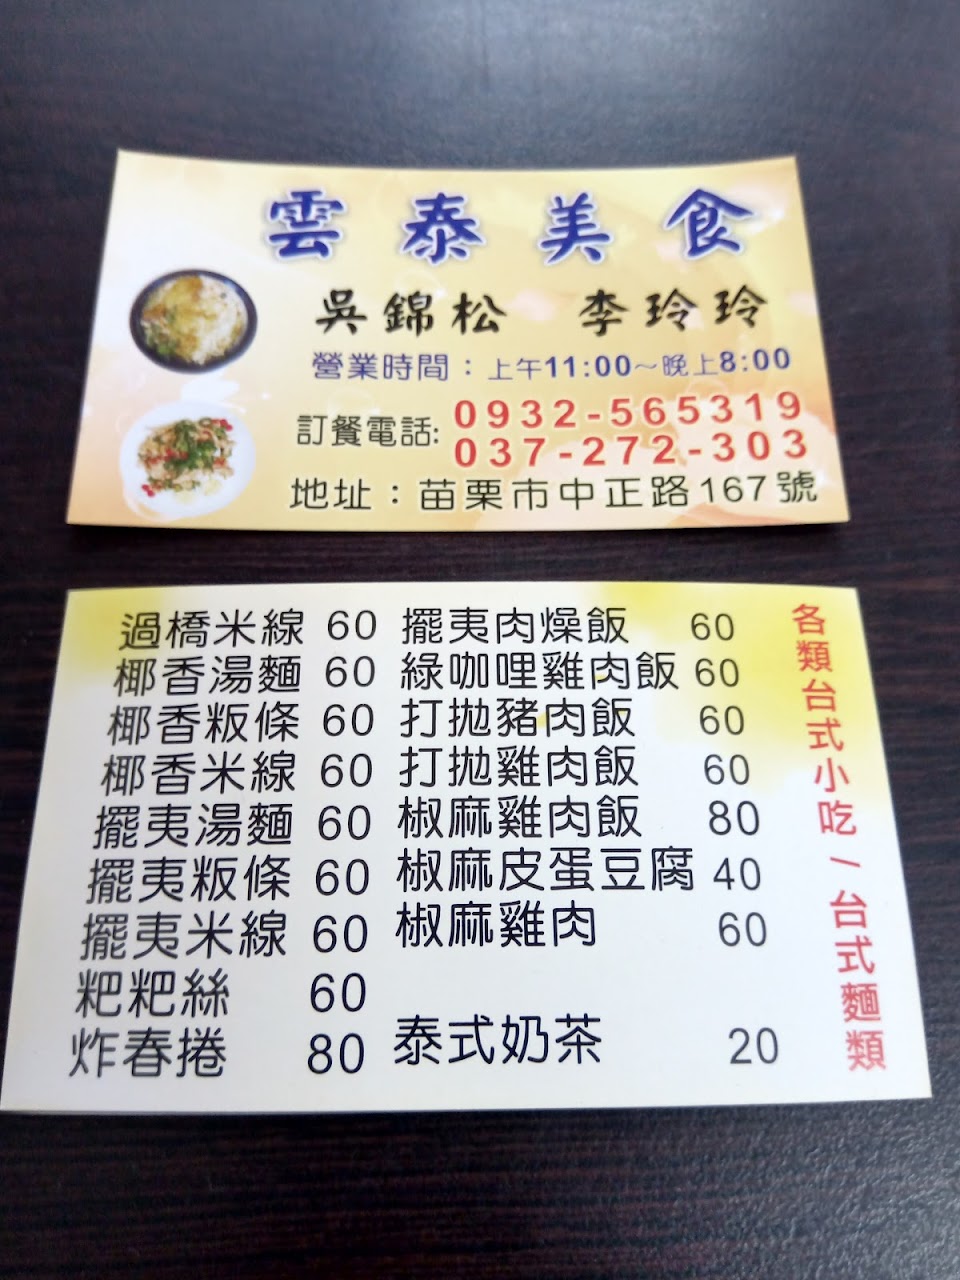 雲泰美食
吳錦松 李玲玲
營業時間：上午11:00～晚上8:00
訂餐電話:
0932-565319
037-272-303
地址：苗栗市中正路167號
過橋米線 60
椰香湯麵 60
椰香粄條 60
椰香米線 60
擺夷湯麵 60
擺夷粄條 60
擺夷米線 60
粑粑絲 60
炸春捲 80
擺夷肉燥飯 60
綠咖哩雞肉飯 60
打拋豬肉飯 60
打拋雞肉飯 60
椒麻雞肉飯 80
椒麻皮蛋豆腐 40
椒麻雞肉 60
泰式奶茶 20
各類台式小吃/台式麵類